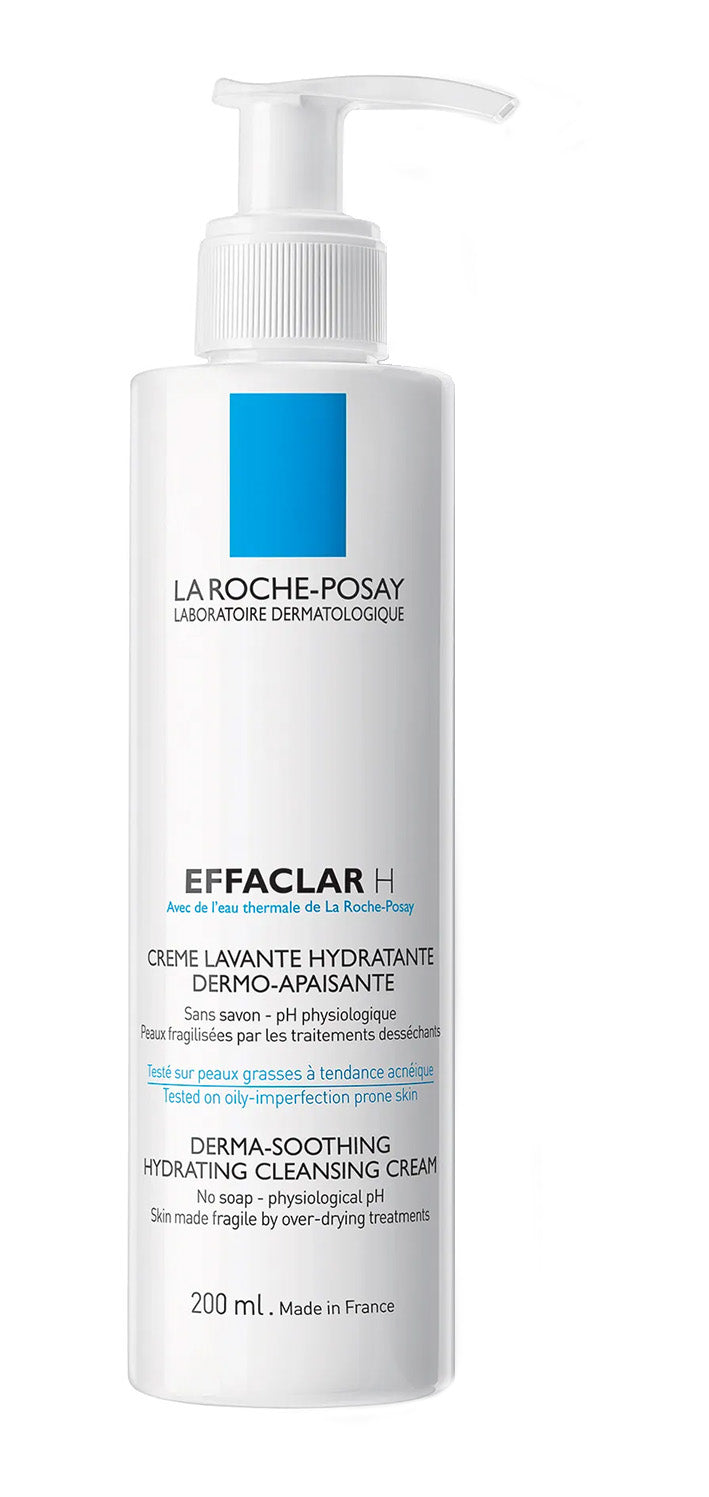 LA ROCHE-POSAY
LABORATOIRE DERMATOLOGIQUE
EFFACLAR H
Avec de l'eau thermale de La Roche-Posay
CREME LAVANTE HYDRATANTE
DERMO-APAISANTE
Sans savon - pH physiologique
Peaux fragilisées par les traitements desséchants
Testé sur peaux grasses à tendance acnéique
Tested on oily-imperfection prone skin
DERMA-SOOTHING
HYDRATING CLEANSING CREAM
No soap - physiological pH
Skin made fragile by over-drying treatments
200 ml. Made in France